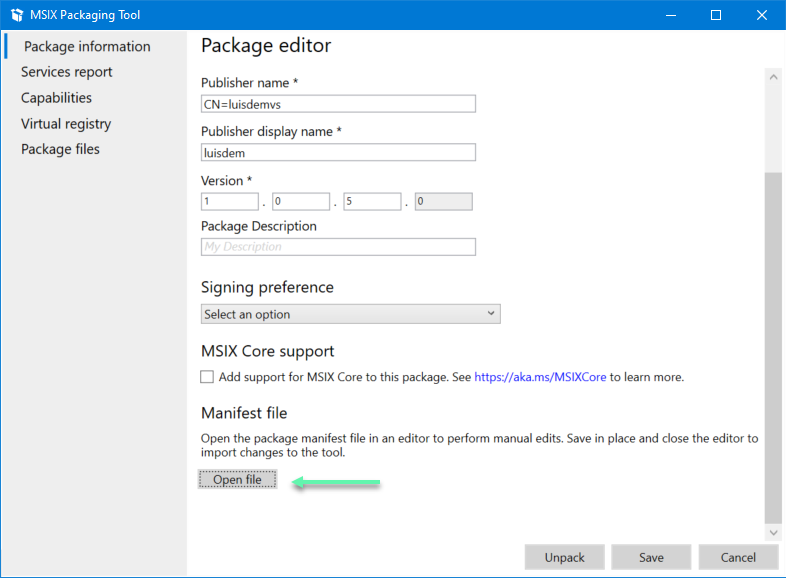 MSIX Packaging Tool
Package information
Services report
Capabilities
Virtual registry
Package files
Package editor
Publisher name *
CN=luisdemvs
Publisher display name *
luisdem
Version *
1 . 0 . 5 . 0
Package Description
My Description
Signing preference
Select an option
MSIX Core support
Add support for MSIX Core to this package. See https://aka.ms/MSIXCore to learn more.
Manifest file
Open the package manifest file in an editor to perform manual edits. Save in place and close the editor to
import changes to the tool.
Open file
Unpack Save Cancel